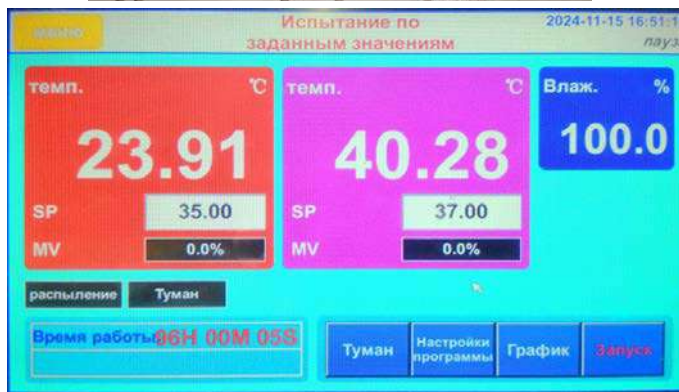 меню
Испытание по
заданным значениям
2024-11-15 16:51:1
пауз
темп. ℃
23.91
SP 35.00
MV 0.0%
темп. ℃
40.28
SP 37.00
MV 0.0%
Влаж. %
100.0
распыление Туман
Время работы 96H 00M 05S
Туман
Настройки
программы
График
Запуск